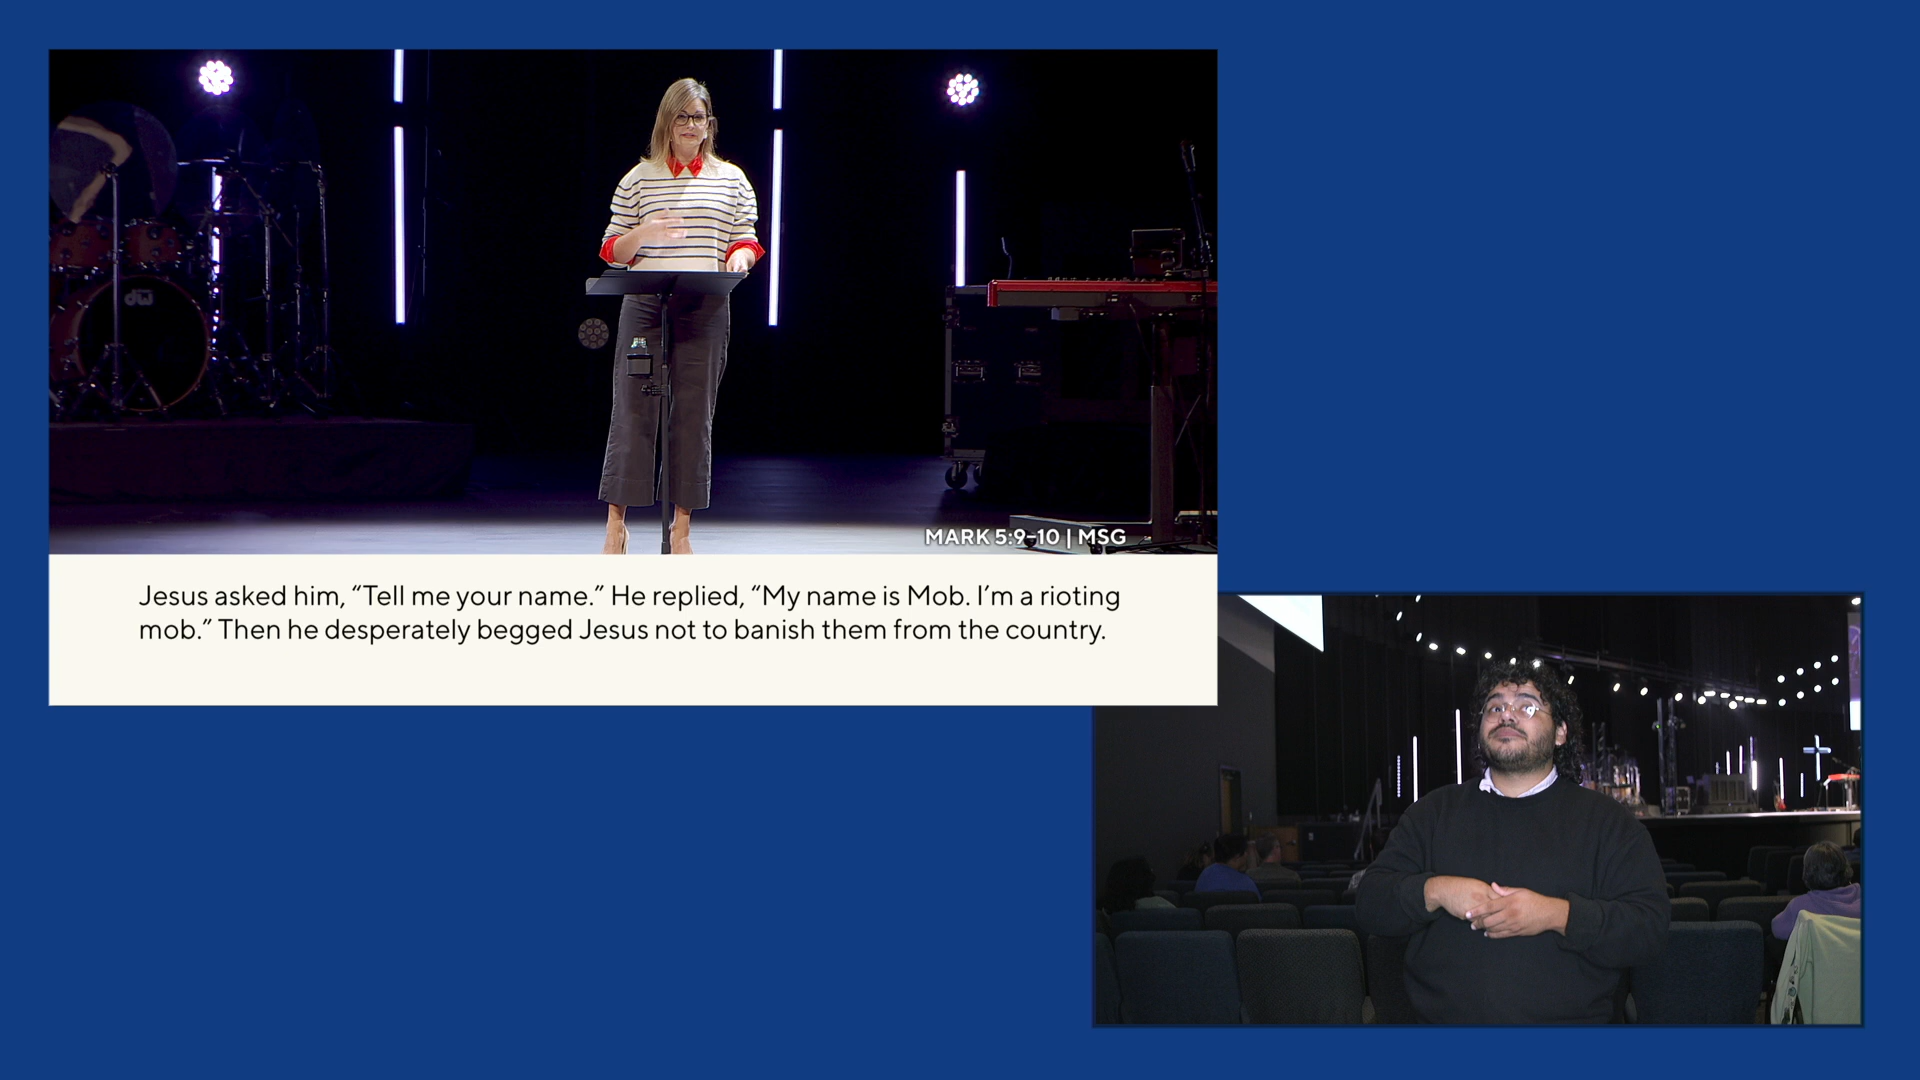 dw
MARK 5:9–10 | MSG
Jesus asked him, “Tell me your name.” He replied, “My name is Mob. I’m a rioting
mob.” Then he desperately begged Jesus not to banish them from the country.